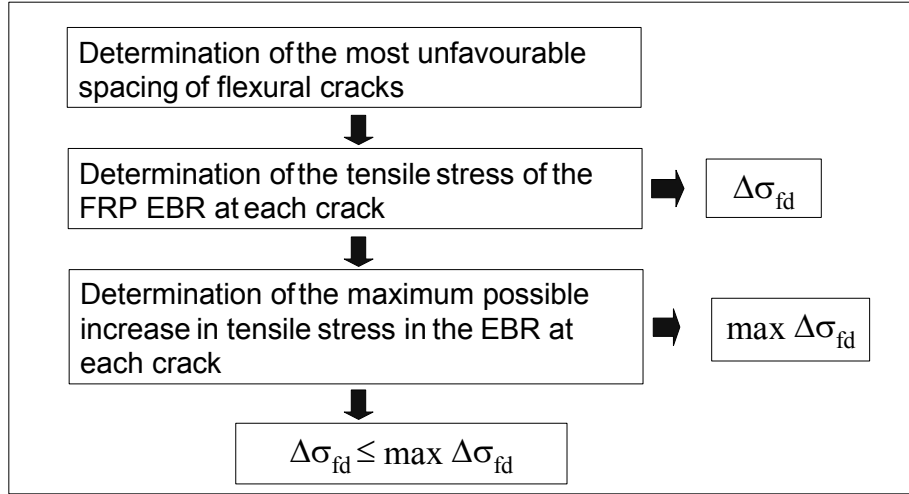 Determination of the most unfavourable
spacing of flexural cracks
Determination of the tensile stress of the
FRP EBR at each crack
Δσfd
Determination of the maximum possible
increase in tensile stress in the EBR at
each crack
max Δσfd
Δσfd ≤ max Δσfd